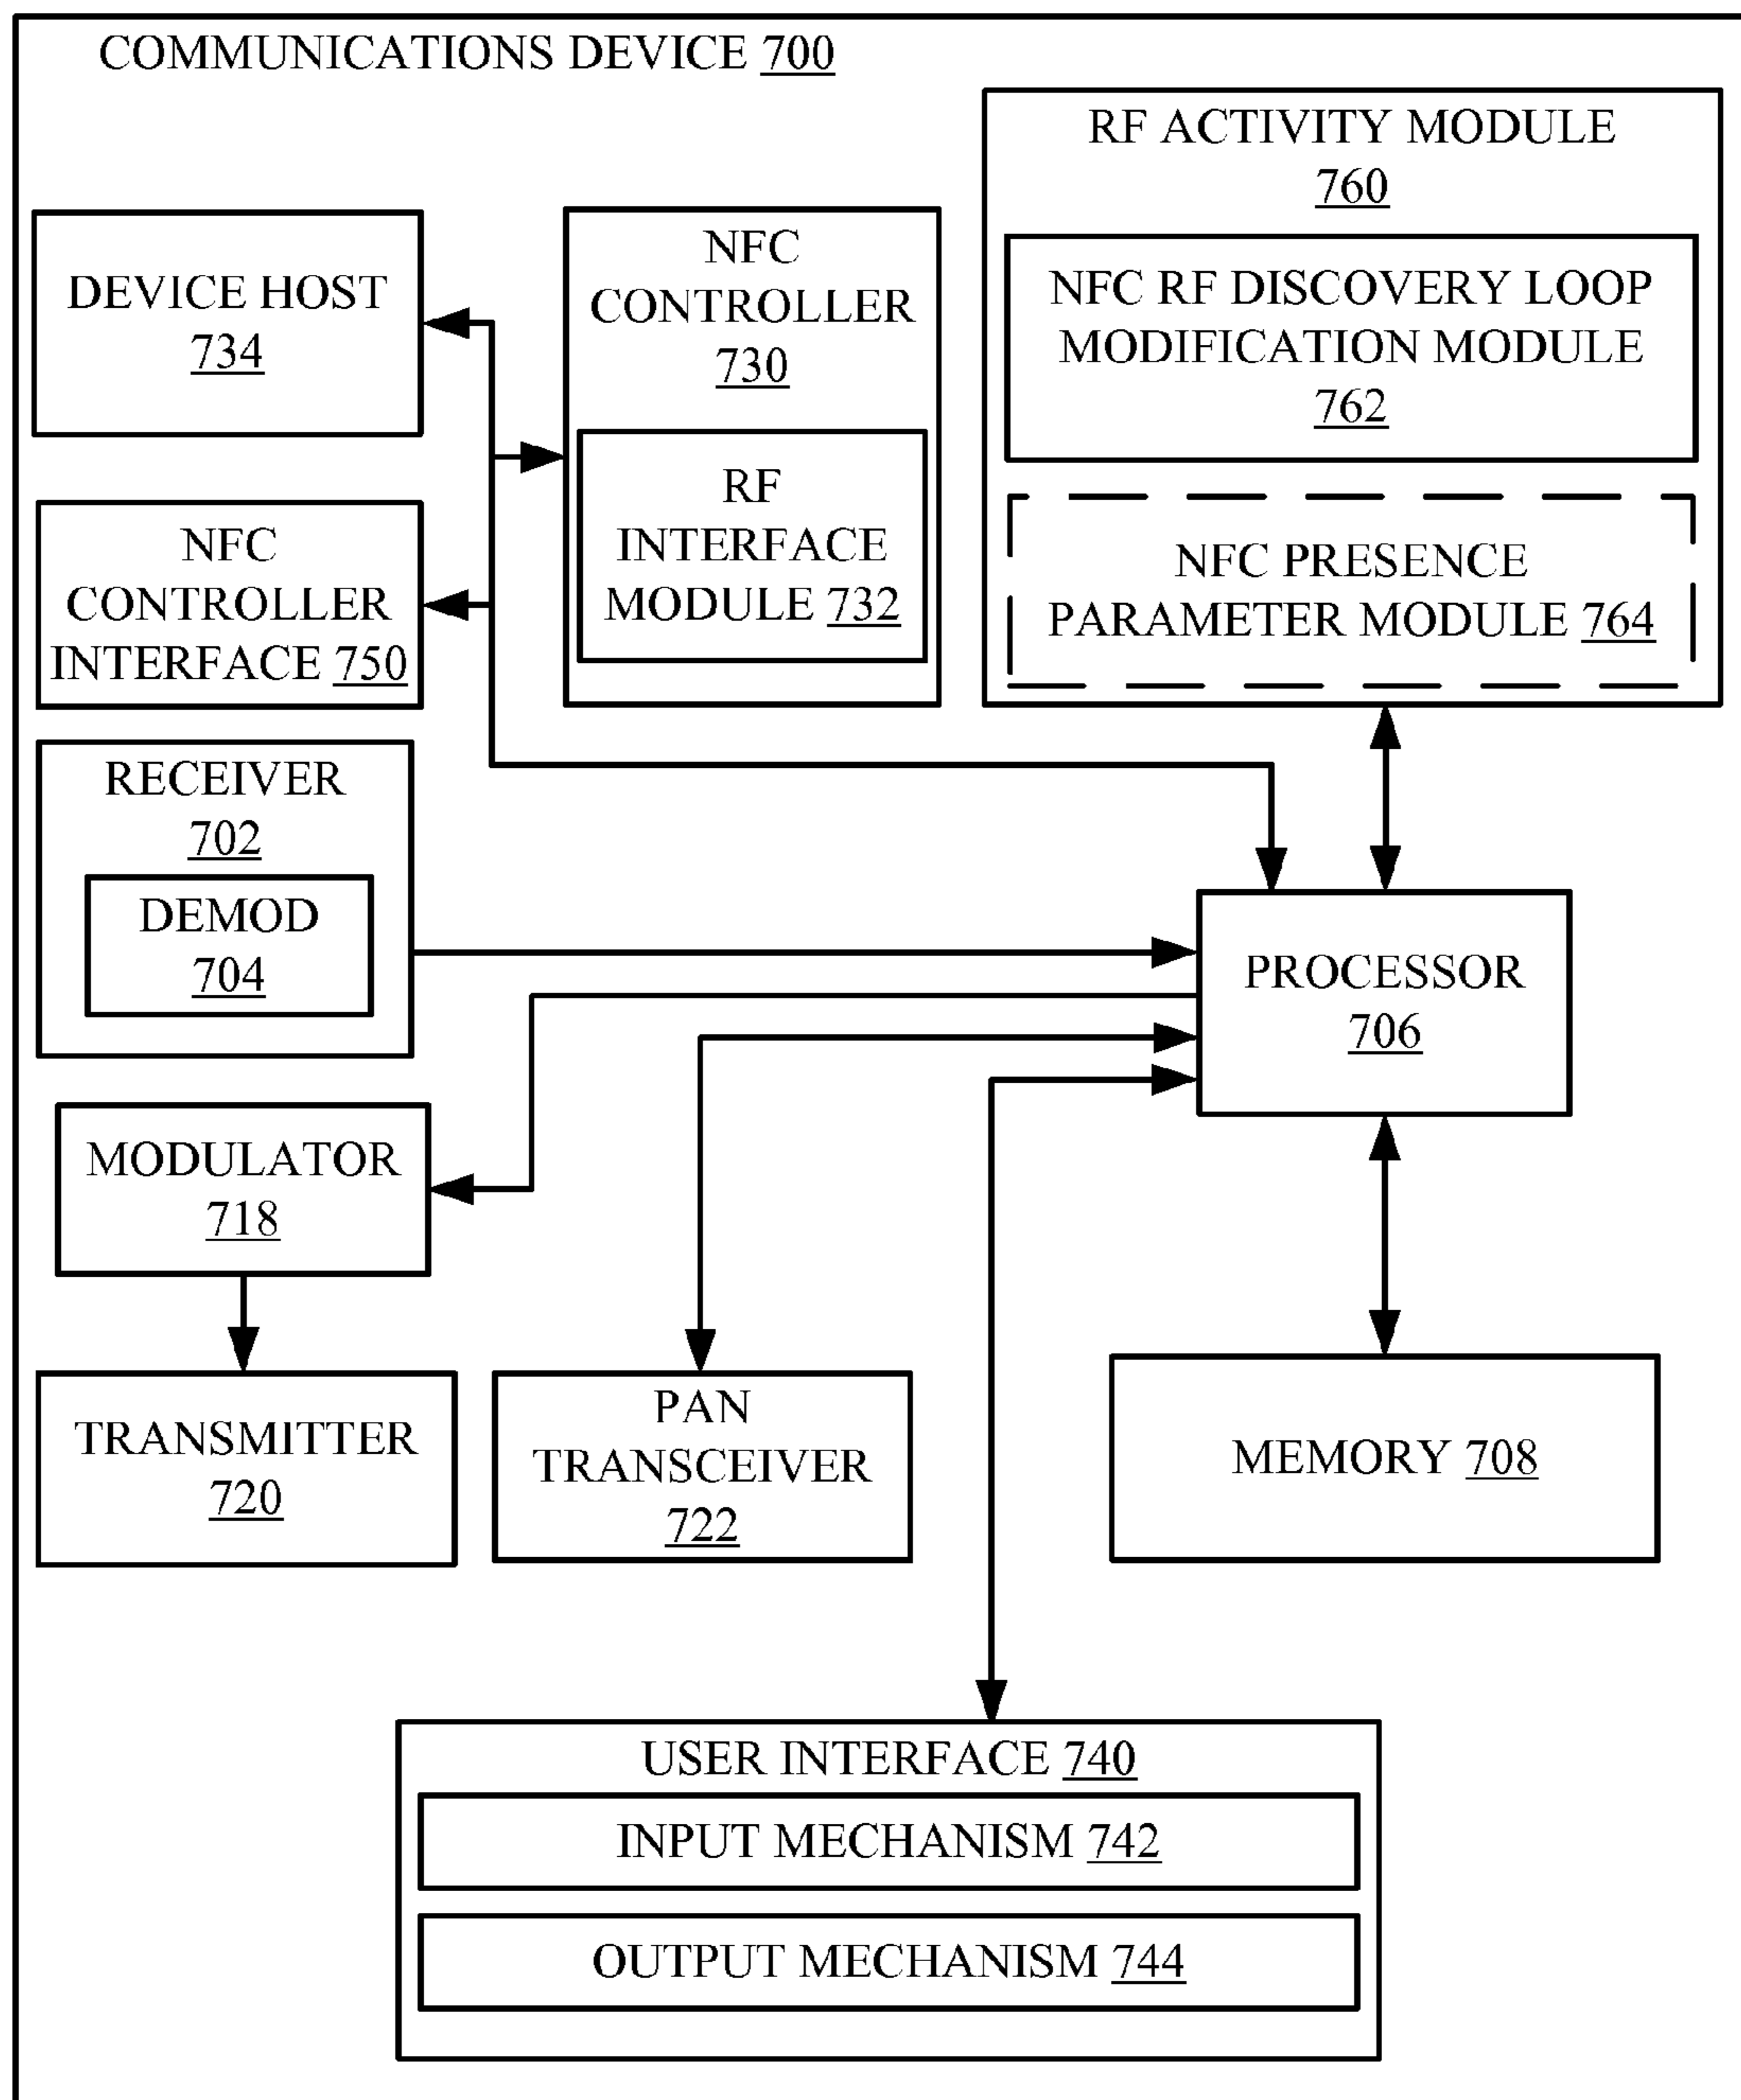 COMMUNICATIONS DEVICE 700
RF ACTIVITY MODULE
760
NFC RF DISCOVERY LOOP
MODIFICATION MODULE
762
NFC PRESENCE
PARAMETER MODULE 764
DEVICE HOST
734
NFC
CONTROLLER
730
RF
INTERFACE
MODULE 732
NFC
CONTROLLER
INTERFACE 750
RECEIVER
702
DEMOD
704
PROCESSOR
706
MODULATOR
718
TRANSMITTER
720
PAN
TRANSCEIVER
722
MEMORY 708
USER INTERFACE 740
INPUT MECHANISM 742
OUTPUT MECHANISM 744